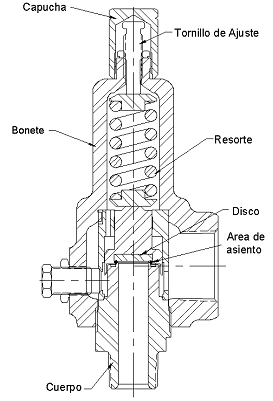 Capucha
Tornillo de Ajuste
Bonete
Resorte
Disco
Area de
asiento
Cuerpo